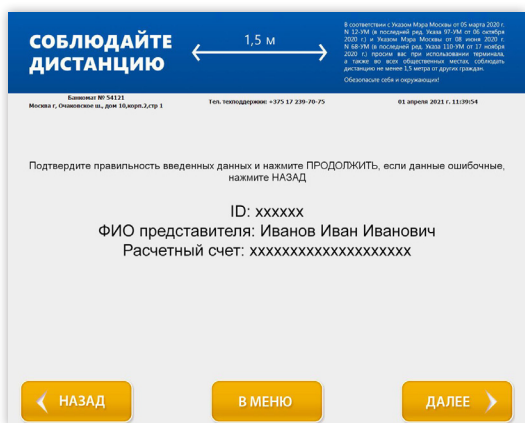 СОБЛЮДАЙТЕ
ДИСТАНЦИЮ
1,5 м
В соответствии с Указом Мэра Москвы от 05 марта 2020 г.
N 12-УМ (в последней ред. Указа 97-УМ от 06 октября
2020 г.) и Указом Мэра Москвы от 08 июня 2020 г.
N 68-УМ (в последней ред. Указа 110-УМ от 17 ноября
2020 г.) просим вас при использовании терминала,
а также во всех общественных местах, соблюдать
дистанцию не менее 1,5 метра от других граждан.
Обезопасьте себя и окружающих!
Банкомат № 54121
Москва г, Очаковское ш., дом 10,корп.2,стр 1
Тел. техподдержки: +375 17 239-70-75
01 апреля 2021 г. 11:39:54
Подтвердите правильность введенных данных и нажмите ПРОДОЛЖИТЬ, если данные ошибочные,
нажмите НАЗАД
ID: xxxxxx
ФИО представителя: Иванов Иван Иванович
Расчетный счет: xxxxxxxxxxxxxxxxxxxx
НАЗАД
В МЕНЮ
ДАЛЕЕ